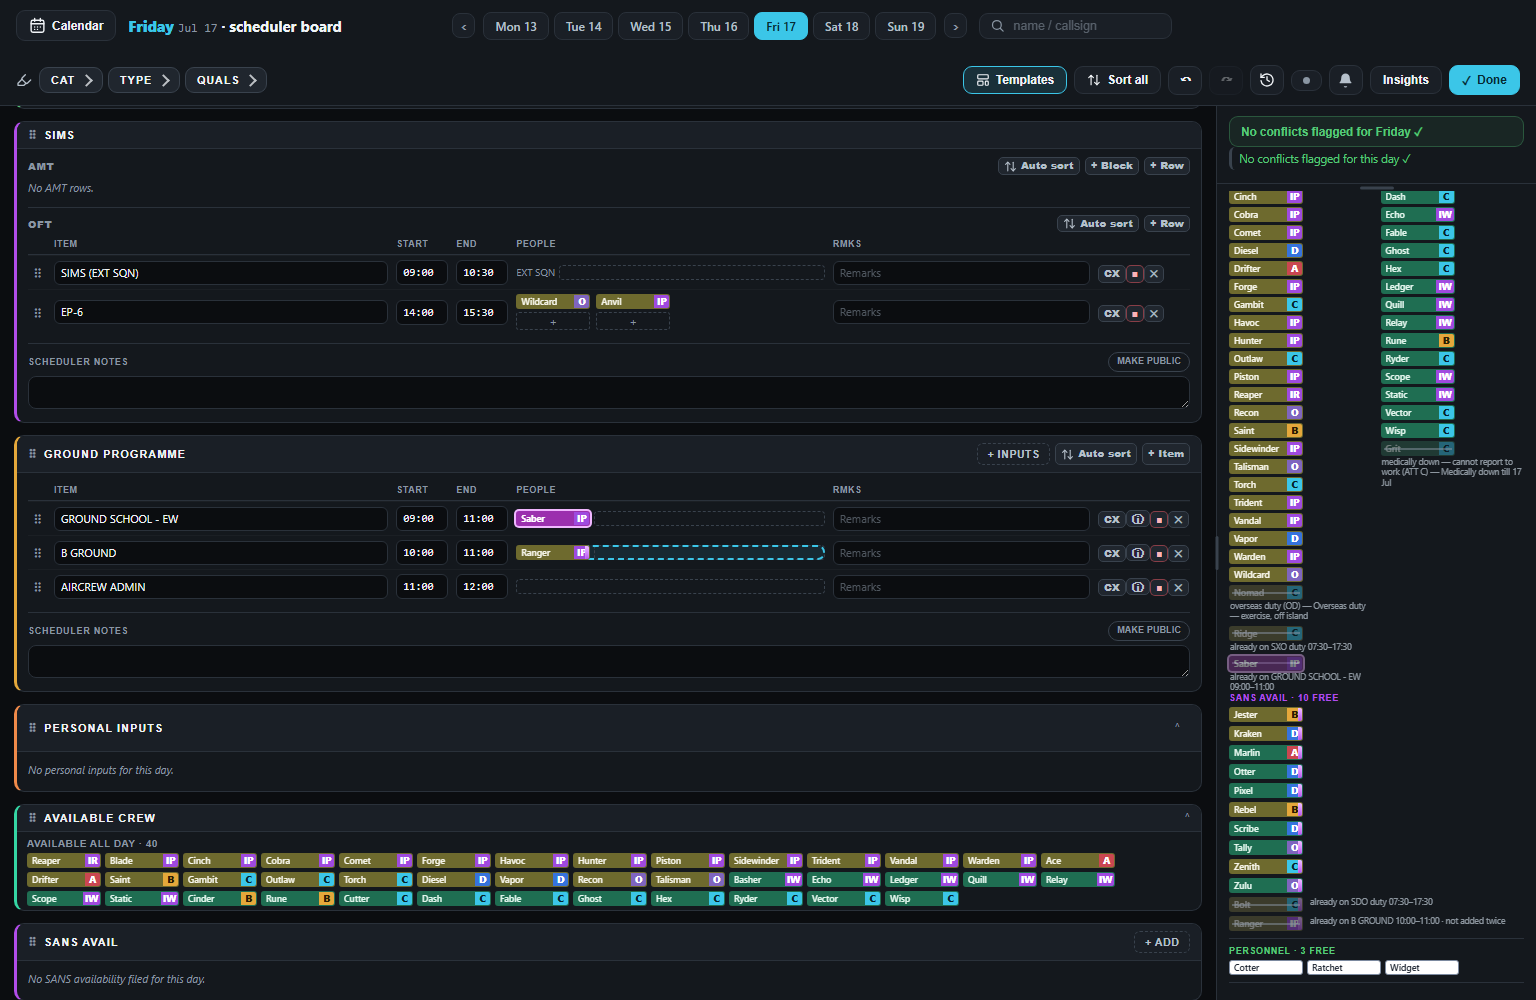 Calendar
Friday Jul 17 · scheduler board
‹ Mon 13 Tue 14 Wed 15 Thu 16 Fri 17 Sat 18 Sun 19 ›
name / callsign
CAT TYPE QUALS
Templates Sort all Insights ✓ Done
SIMS
AMT
Auto sort + Block + Row
No AMT rows.
OFT
Auto sort + Row
ITEM START END PEOPLE RMKS
SIMS (EXT SQN) 09:00 10:30 EXT SQN Remarks CX ✕
EP-6 14:00 15:30 Wildcard O Anvil IP Remarks CX ✕
+ +
SCHEDULER NOTES MAKE PUBLIC
GROUND PROGRAMME
+ INPUTS Auto sort + Item
ITEM START END PEOPLE RMKS
GROUND SCHOOL - EW 09:00 11:00 Saber IP Remarks CX ✕
B GROUND 10:00 11:00 Ranger IP Remarks CX ✕
AIRCREW ADMIN 11:00 12:00 Remarks CX ✕
SCHEDULER NOTES MAKE PUBLIC
PERSONAL INPUTS ^
No personal inputs for this day.
AVAILABLE CREW ^
AVAILABLE ALL DAY · 40
Reaper IR Blade IP Cinch IP Cobra IP Comet IP Forge IP Havoc IP Hunter IP Piston IP Sidewinder IP Trident IP Vandal IP Warden IP Ace A
Drifter A Saint B Gambit C Outlaw C Torch C Diesel D Vapor D Recon O Talisman O Basher IW Echo IW Ledger IW Quill IW Relay IW
Scope IW Static IW Cinder B Rune B Cutter C Dash C Fable C Ghost C Hex C Ryder C Vector C Wisp C
SANS AVAIL
+ ADD
No SANS availability filed for this day.
No conflicts flagged for Friday ✓
No conflicts flagged for this day ✓
Cinch IP
Cobra IP
Comet IP
Diesel D
Drifter A
Forge IP
Gambit C
Havoc IP
Hunter IP
Outlaw C
Piston IP
Reaper IR
Recon O
Saint B
Sidewinder IP
Talisman O
Torch C
Trident IP
Vandal IP
Vapor D
Warden IP
Wildcard O
Nomad C
overseas duty (OD) — Overseas duty
— exercise, off island
Ridge C
already on SXO duty 07:30–17:30
Saber IP
already on GROUND SCHOOL - EW
09:00–11:00
Dash C
Echo IW
Fable C
Ghost C
Hex C
Ledger IW
Quill IW
Relay IW
Rune B
Ryder C
Scope IW
Static IW
Vector C
Wisp C
Grit C
medically down — cannot report to
work (ATT C) — Medically down till 17
Jul
SANS AVAIL · 10 FREE
Jester B
Kraken D
Marlin A
Otter D
Pixel D
Rebel B
Scribe D
Tally O
Zenith C
Zulu O
Bolt C already on SDO duty 07:30–17:30
Ranger IP already on B GROUND 10:00–11:00 · not added twice
PERSONNEL · 3 FREE
Cotter Ratchet Widget